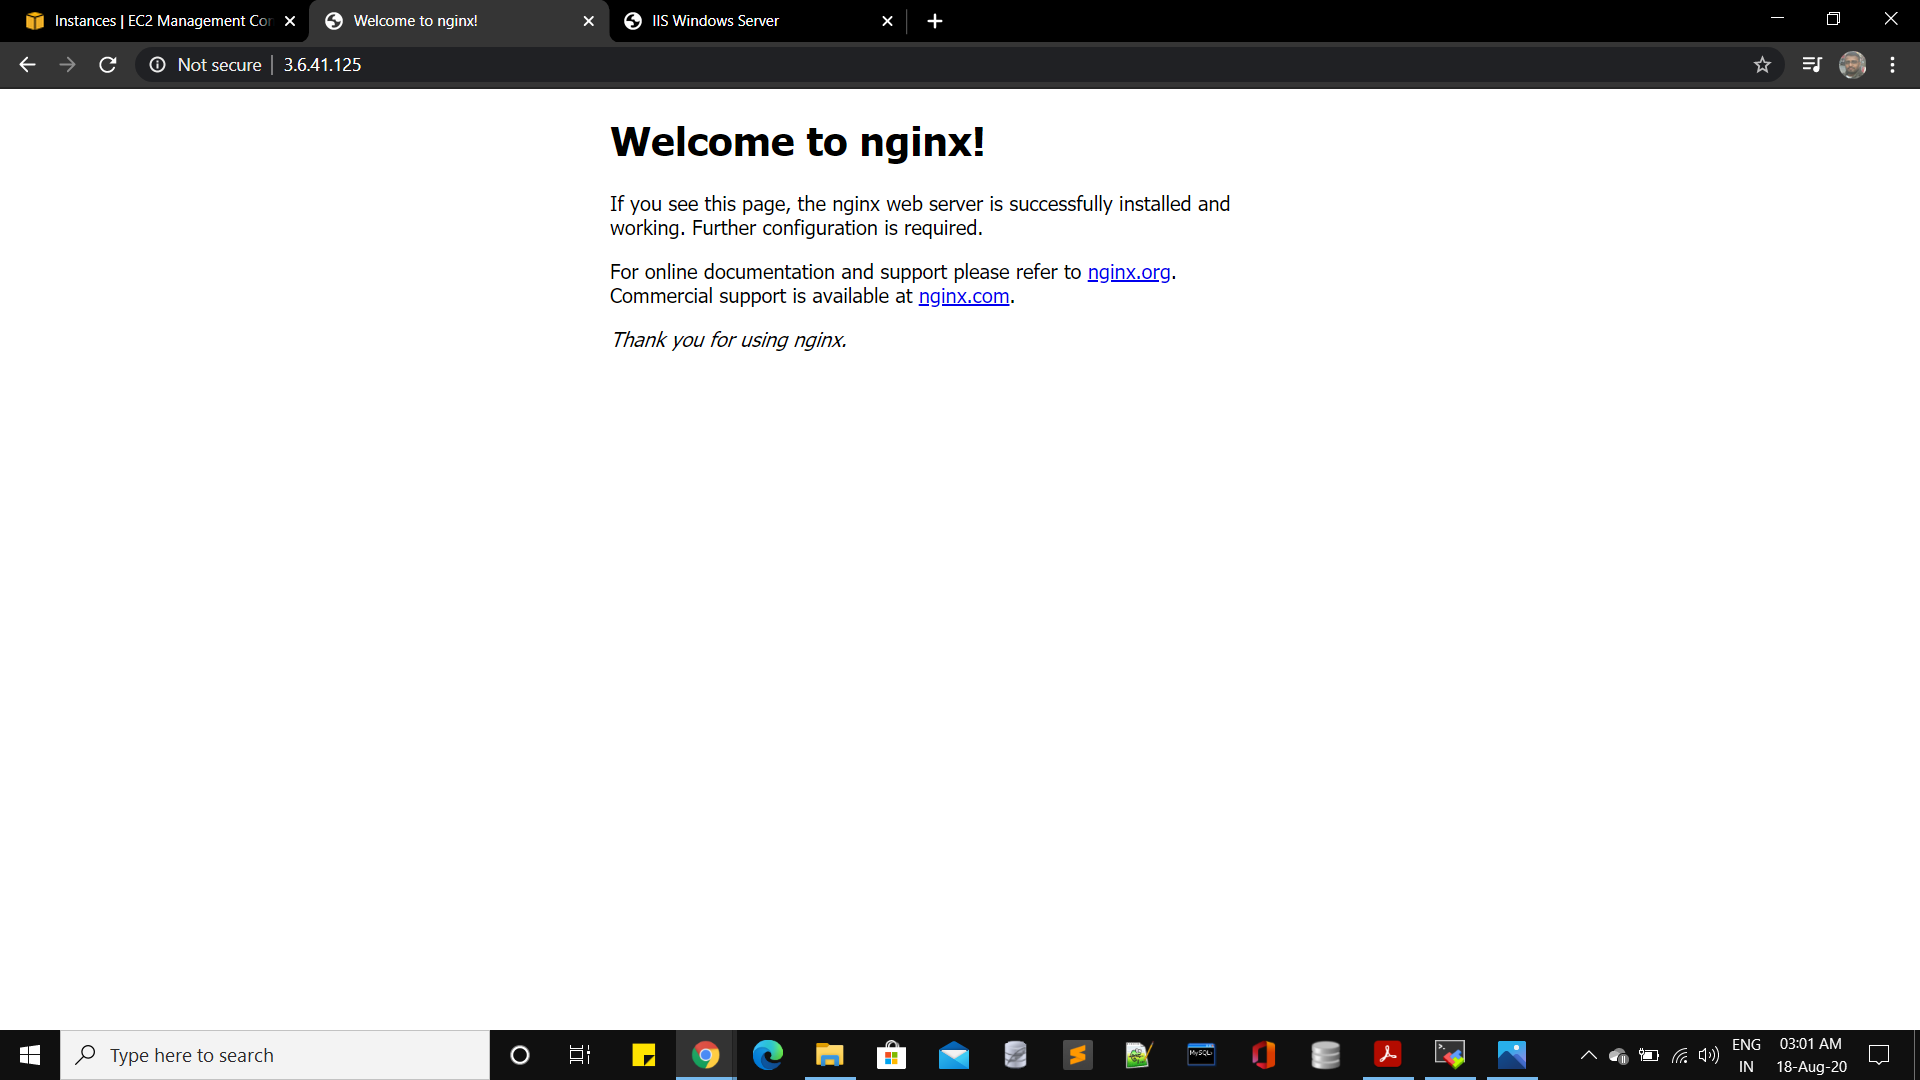 Instances | EC2 Management Con
Welcome to nginx!
IIS Windows Server
Not secure
3.6.41.125
Welcome to nginx!
If you see this page, the nginx web server is successfully installed and
working. Further configuration is required.
For online documentation and support please refer to nginx.org.
Commercial support is available at nginx.com.
Thank you for using nginx.
Type here to search
MySQL
ENG
IN
03:01 AM
18-Aug-20